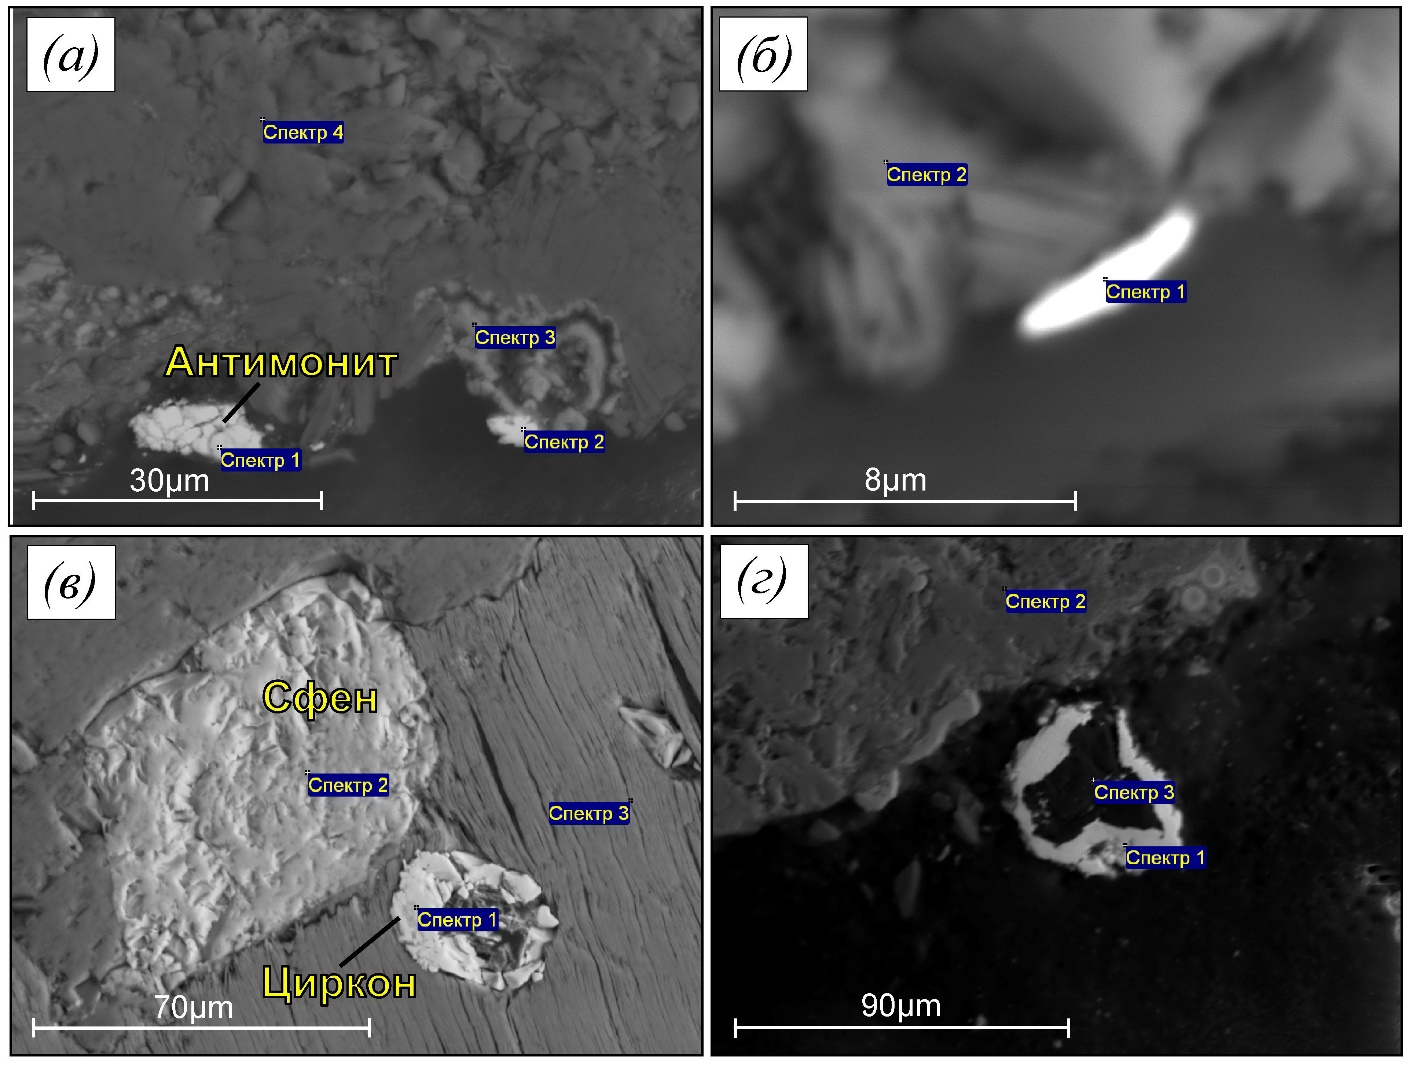 (а)
Спектр 4
Спектр 3
Антимонит
Спектр 2
Спектр 1
30µm
(б)
Спектр 2
Спектр 1
8µm
(в)
Сфен
Спектр 2
Спектр 3
Спектр 1
Циркон
70µm
(г)
Спектр 2
Спектр 3
Спектр 1
90µm